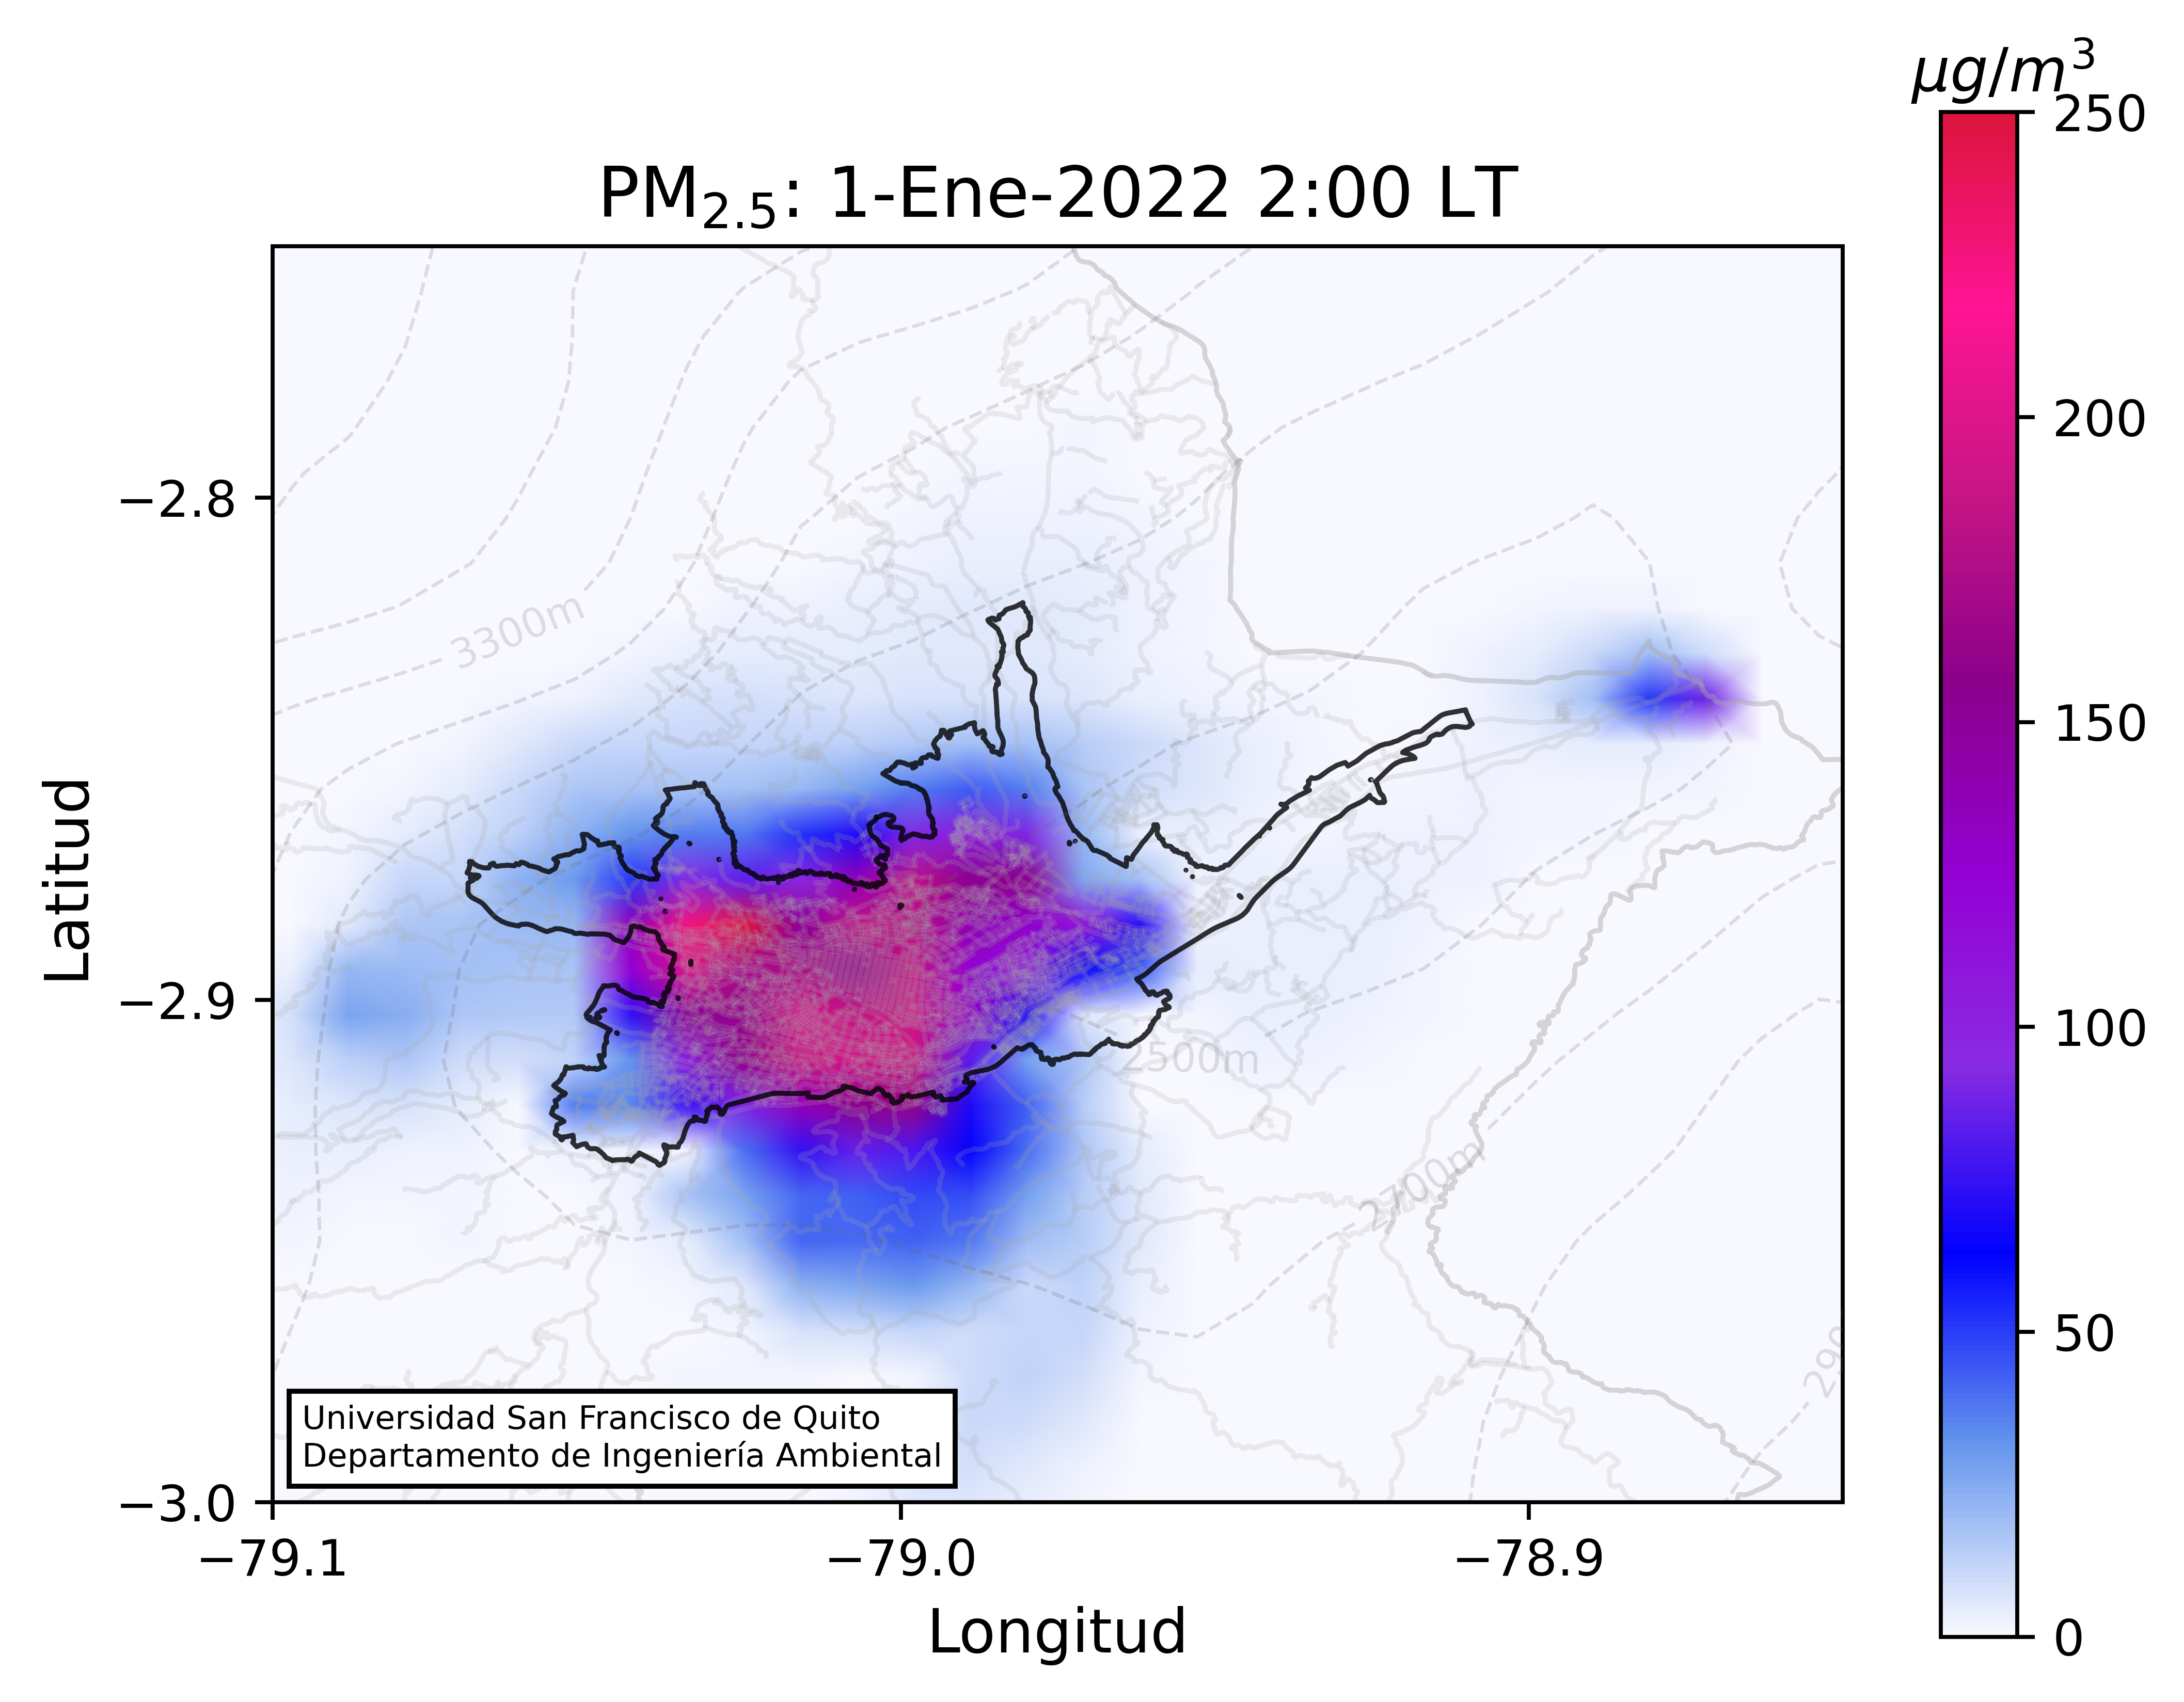 μg/m³
PM₂.₅: 1-Ene-2022 2:00 LT
250
200
150
100
50
0
Latitud
−2.8
−2.9
−3.0
3300m
2500m
2700m
Universidad San Francisco de Quito
Departamento de Ingeniería Ambiental
−79.1
−79.0
−78.9
Longitud